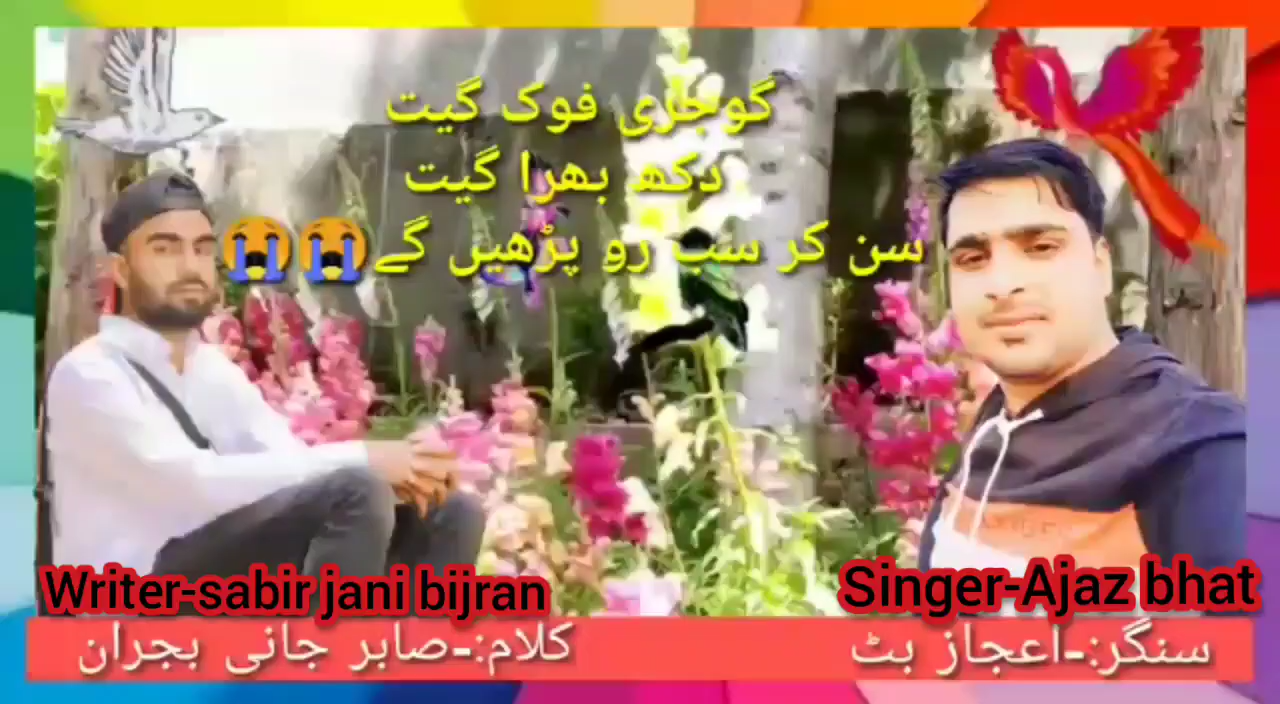 گوجری فوک گیت
دکھ بھرا گیت
سن کر سب رو پڑھیں گے😭😭
Writer-sabir jani bijran
Singer-Ajaz bhat
سنگر:-اعجاز بٹ
کلام:-صابر جانی بجران